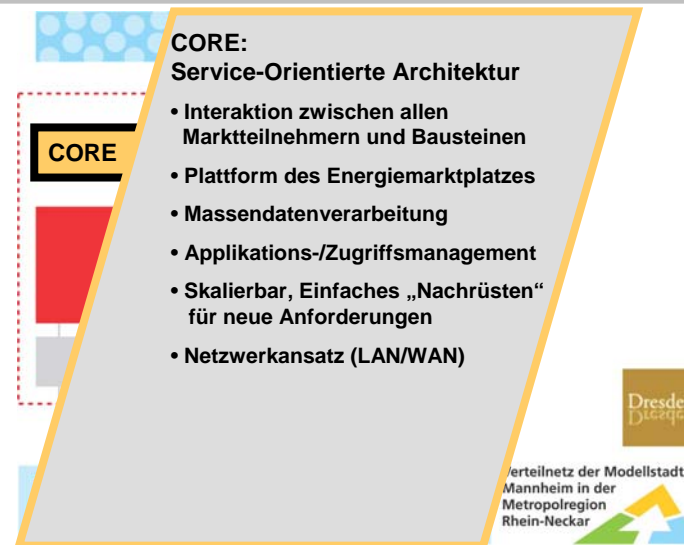 CORE:
Service-Orientierte Architektur
• Interaktion zwischen allen
Marktteilnehmern und Bausteinen
CORE
• Plattform des Energiemarktplatzes
• Massendatenverarbeitung
• Applikations-/Zugriffsmanagement
• Skalierbar, Einfaches „Nachrüsten“
für neue Anforderungen
• Netzwerkansatz (LAN/WAN)
Dresde
erteilnetz der Modellstadt
Mannheim in der
Metropolregion
Rhein-Neckar